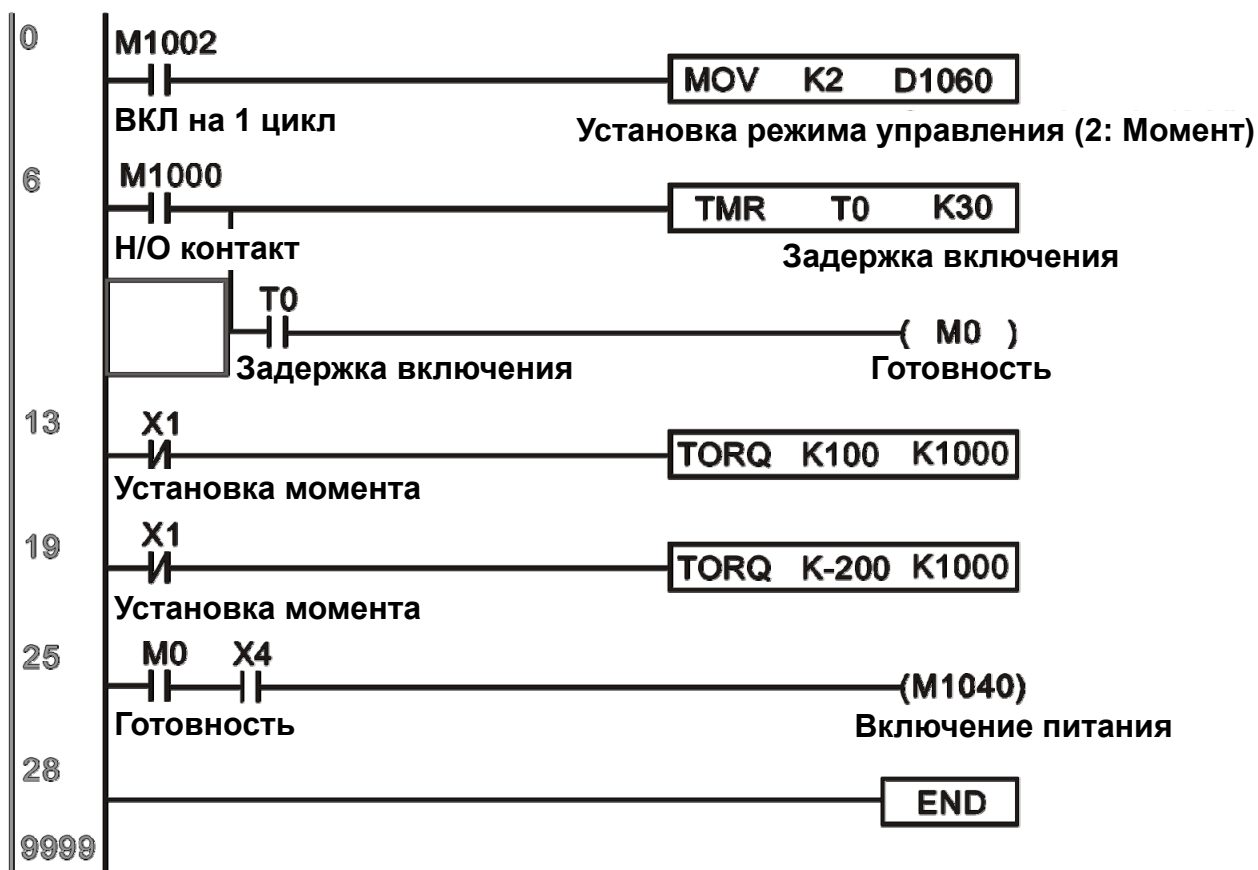 0
M1002
MOV K2 D1060
ВКЛ на 1 цикл
Установка режима управления (2: Момент)
6
M1000
TMR T0 K30
Н/О контакт
Задержка включения
T0
( M0 )
Задержка включения
Готовность
13
X1
TORQ K100 K1000
Установка момента
19
X1
TORQ K-200 K1000
Установка момента
25
M0 X4
(M1040)
Готовность
Включение питания
28
END
9999